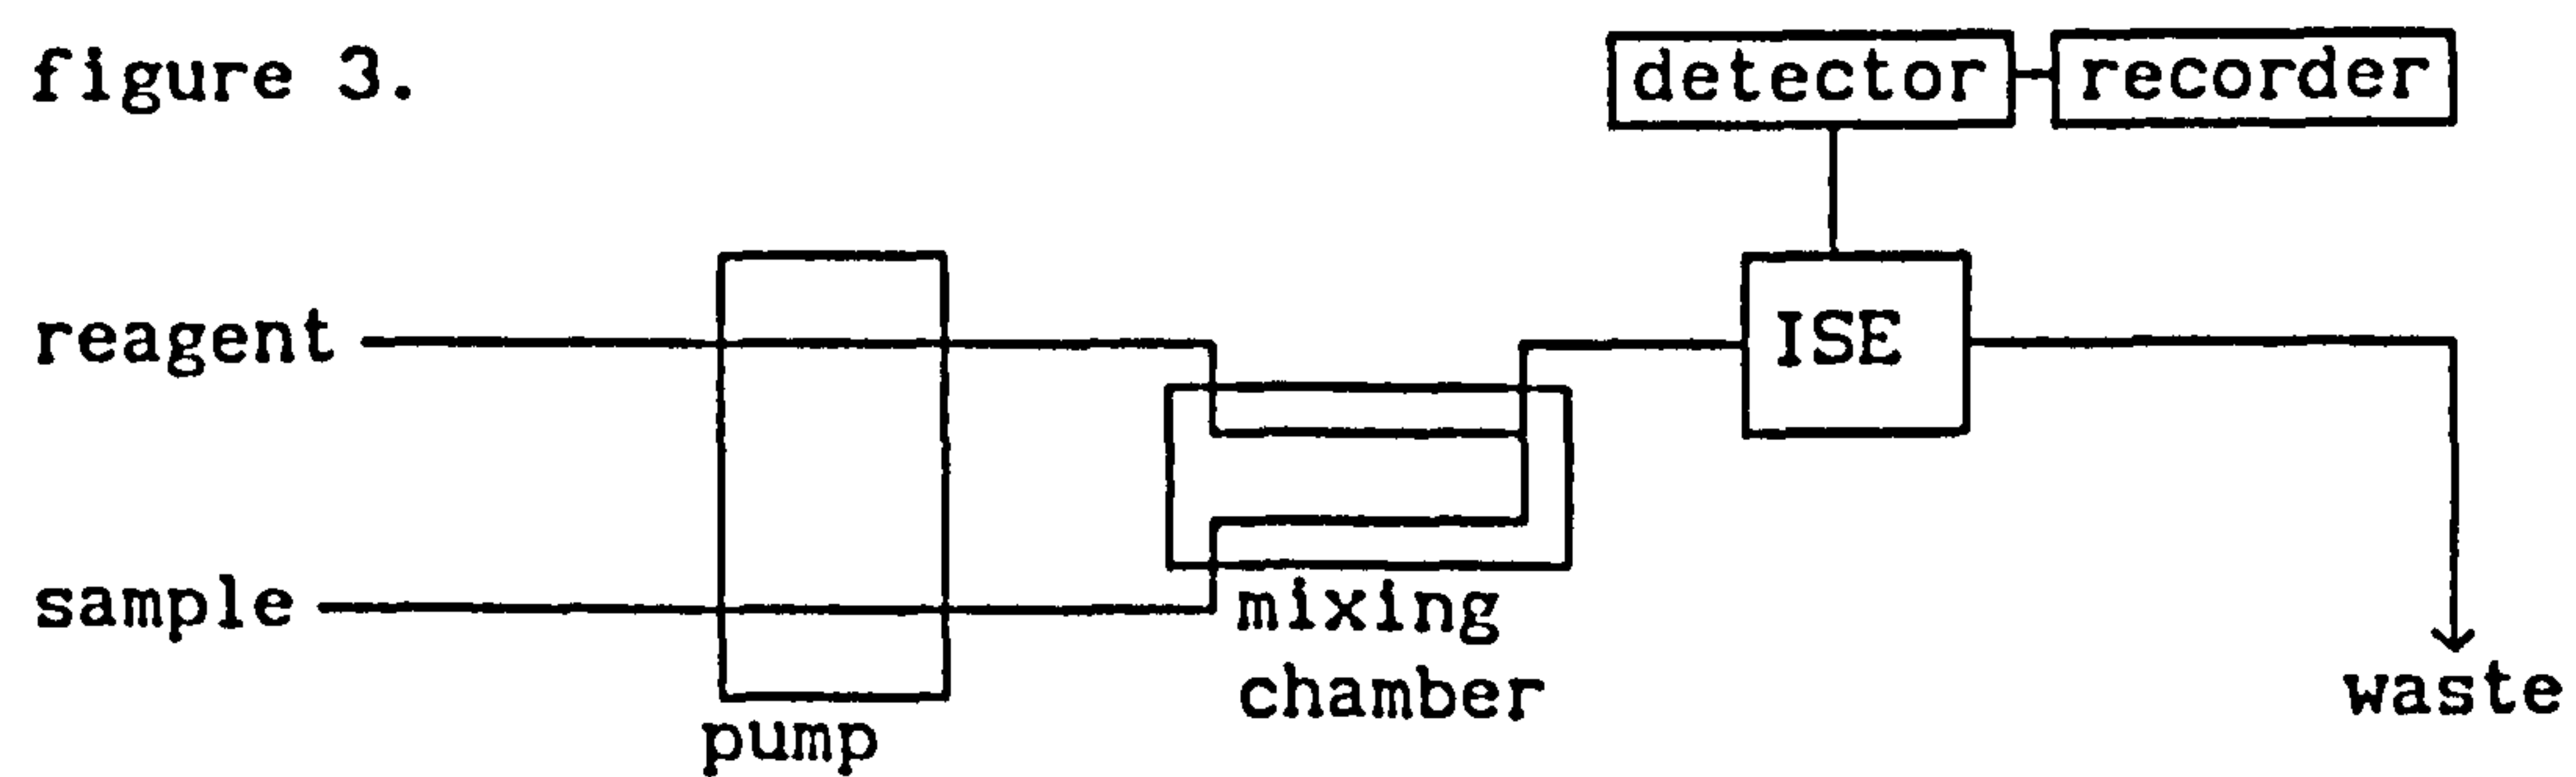 figure 3.
detector
recorder
reagent
ISE
sample
mixing
chamber
pump
waste